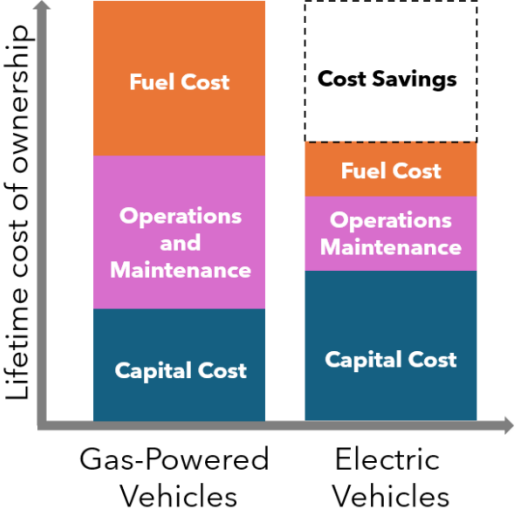 Lifetime cost of ownership
Fuel Cost
Operations
and
Maintenance
Capital Cost
Cost Savings
Fuel Cost
Operations
Maintenance
Capital Cost
Gas-Powered
Vehicles
Electric
Vehicles